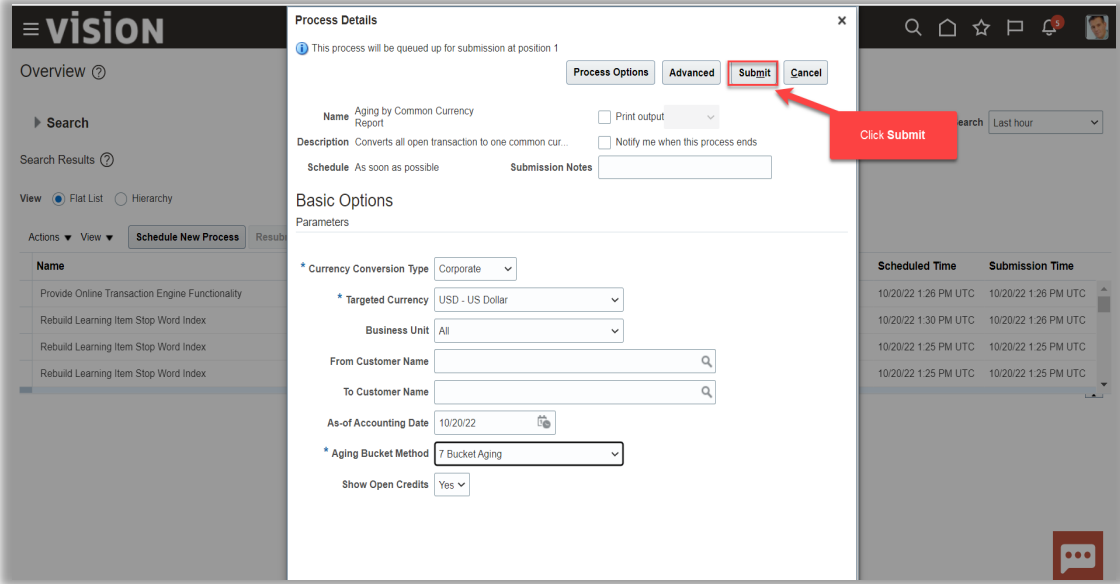 vision
5
Overview
Search
Search Results
View Flat List Hierarchy
Actions View Schedule New Process
Name
Provide Online Transaction Engine Functionality
Rebuild Learning Item Stop Word Index
Rebuild Learning Item Stop Word Index
Rebuild Learning Item Stop Word Index
Process Details
This process will be queued up for submission at position 1
Process Options Advanced Submit Cancel
Name Aging by Common Currency
Report
Print output
Description Converts all open transaction to one common cur...
Notify me when this process ends
Schedule As soon as possible
Submission Notes
Basic Options
Parameters
* Currency Conversion Type Corporate
* Targeted Currency USD - US Dollar
Business Unit All
From Customer Name
To Customer Name
As-of Accounting Date 10/20/22
* Aging Bucket Method 7 Bucket Aging
Show Open Credits Yes
Click Submit
Last hour
Scheduled Time Submission Time
10/20/22 1:26 PM UTC 10/20/22 1:26 PM UTC
10/20/22 1:30 PM UTC 10/20/22 1:26 PM UTC
10/20/22 1:25 PM UTC 10/20/22 1:25 PM UTC
10/20/22 1:25 PM UTC 10/20/22 1:25 PM UTC